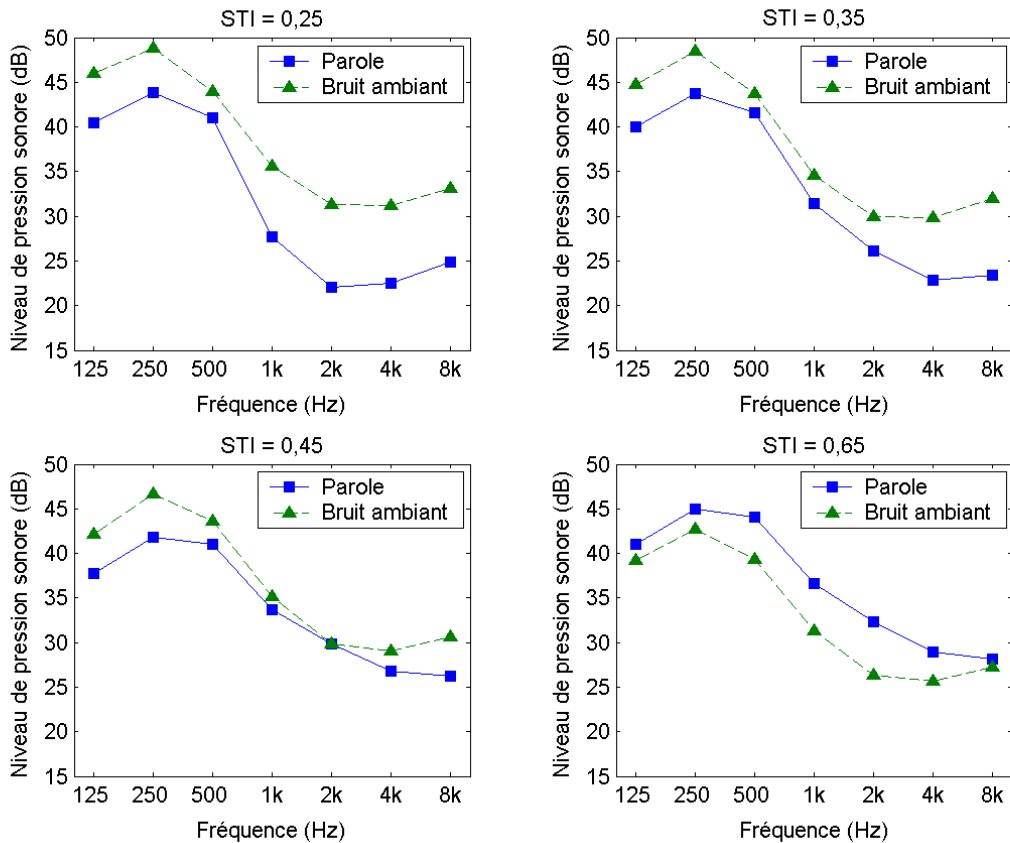 STI = 0,25
Niveau de pression sonore (dB)
50
45
40
35
30
25
20
15
Parole
Bruit ambiant
125 250 500 1k 2k 4k 8k
Fréquence (Hz)
STI = 0,35
Niveau de pression sonore (dB)
50
45
40
35
30
25
20
15
Parole
Bruit ambiant
125 250 500 1k 2k 4k 8k
Fréquence (Hz)
STI = 0,45
Niveau de pression sonore (dB)
50
45
40
35
30
25
20
15
Parole
Bruit ambiant
125 250 500 1k 2k 4k 8k
Fréquence (Hz)
STI = 0,65
Niveau de pression sonore (dB)
50
45
40
35
30
25
20
15
Parole
Bruit ambiant
125 250 500 1k 2k 4k 8k
Fréquence (Hz)